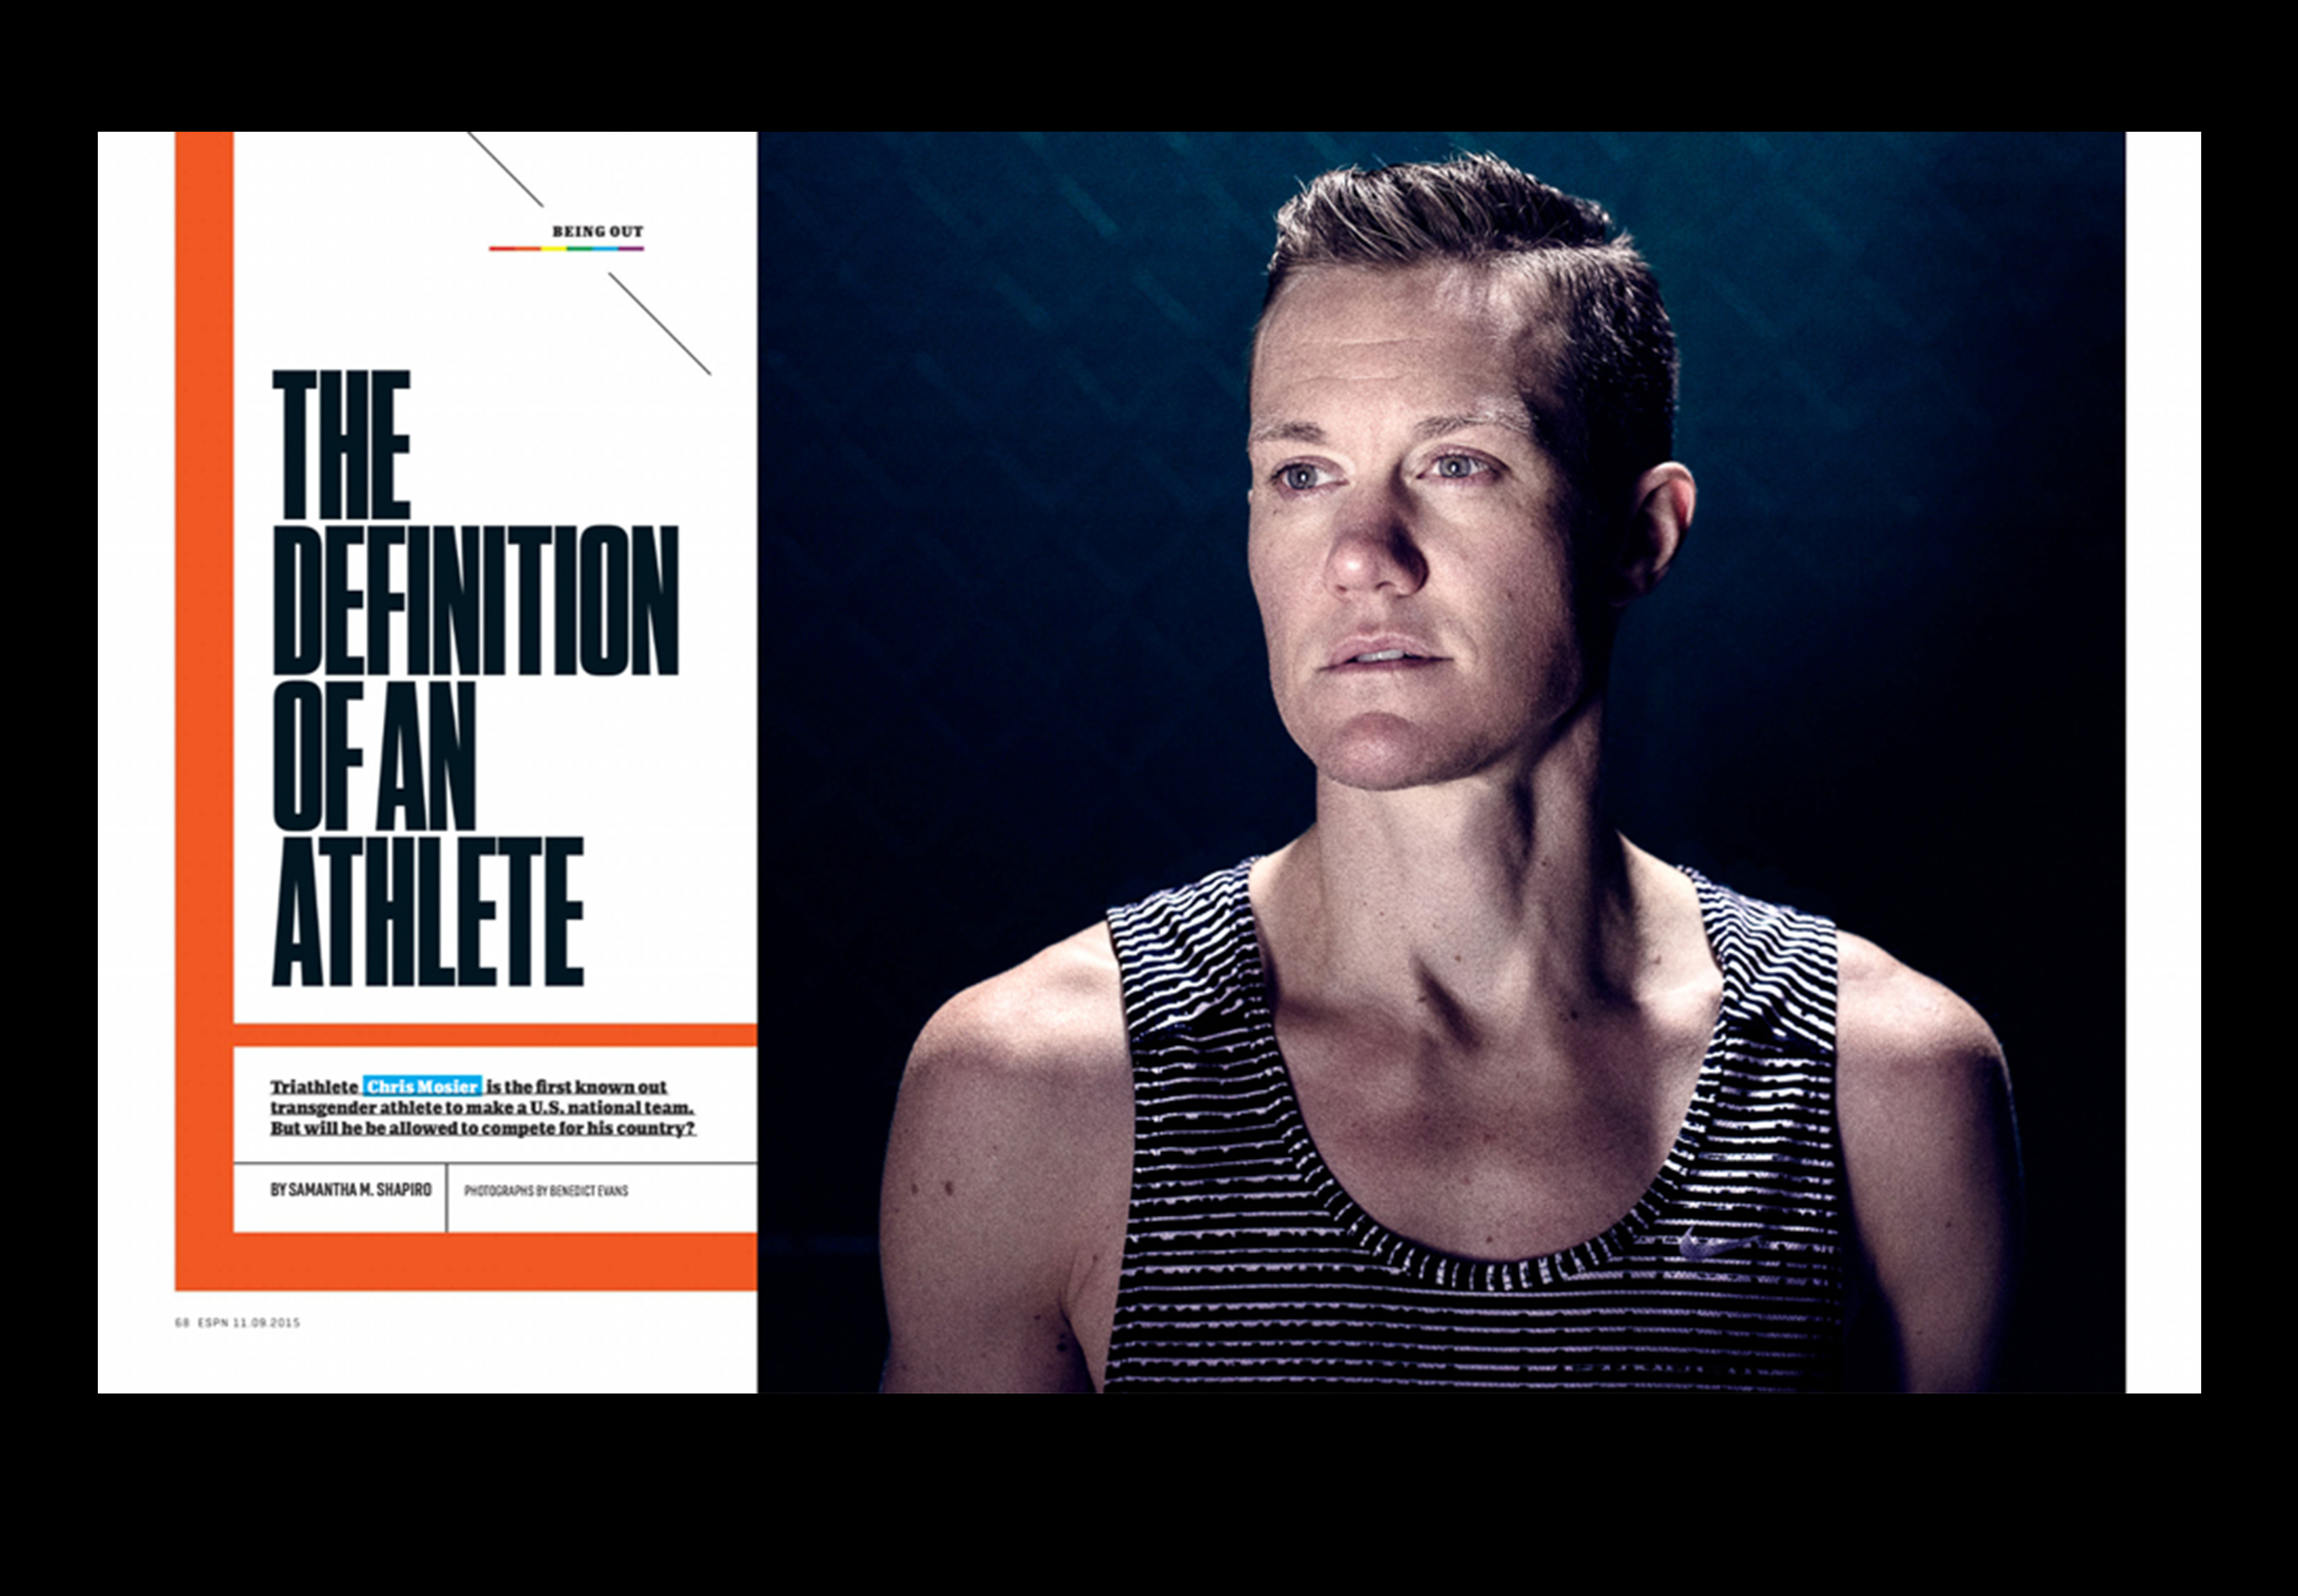 BEING OUT
THE
DEFINITION
OF AN
ATHLETE
Triathlete Chris Mosier is the first known out
transgender athlete to make a U.S. national team.
But will he be allowed to compete for his country?
BY SAMANTHA M. SHAPIRO
PHOTOGRAPHS BY BENEDICT EVANS
68 ESPN 11.09.2015